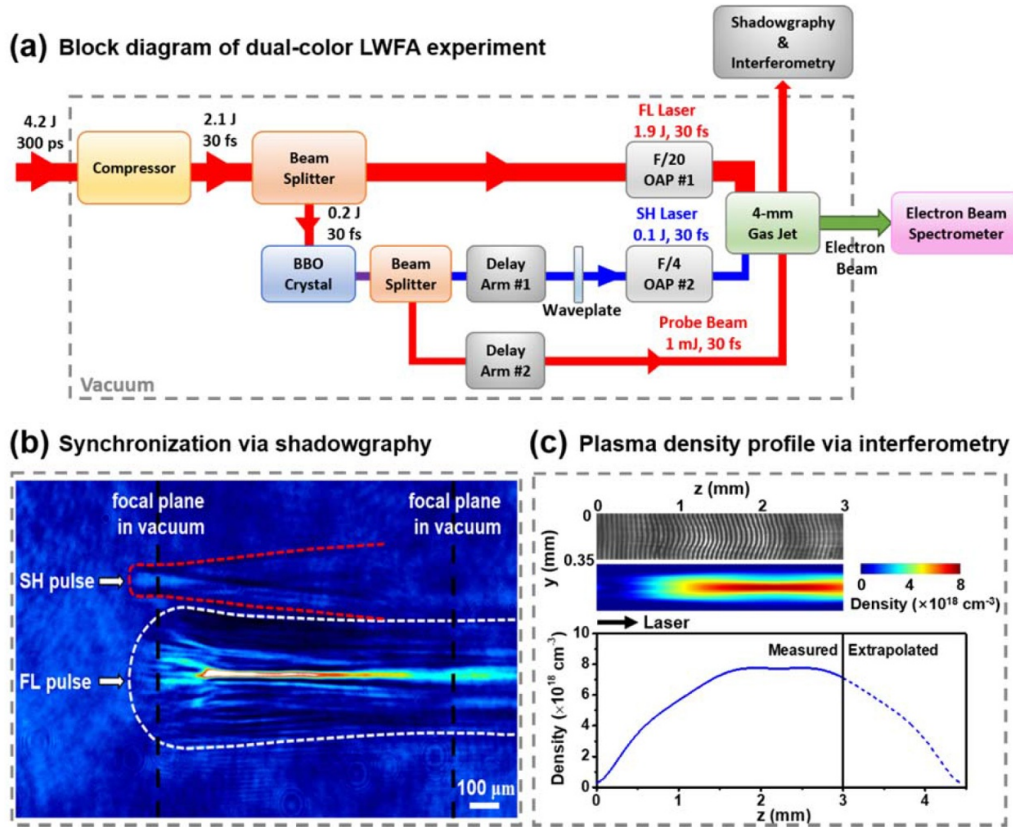 (a) Block diagram of dual-color LWFA experiment
Shadowgraphy
&
Interferometry
4.2 J
300 ps
Compressor
2.1 J
30 fs
Beam
Splitter
FL Laser
1.9 J, 30 fs
F/20
OAP #1
0.2 J
30 fs
BBO
Crystal
Beam
Splitter
Delay
Arm #1
Waveplate
SH Laser
0.1 J, 30 fs
F/4
OAP #2
4-mm
Gas Jet
Electron
Beam
Electron Beam
Spectrometer
Delay
Arm #2
Probe Beam
1 mJ, 30 fs
Vacuum
(b) Synchronization via shadowgraphy
focal plane
in vacuum
focal plane
in vacuum
SH pulse
FL pulse
100 μm
(c) Plasma density profile via interferometry
z (mm)
0 1 2 3
0
0.35
y (mm)
0 4 8
Density (×10¹⁸ cm⁻³)
Laser
Measured
Extrapolated
Density (×10¹⁸ cm⁻³)
10
8
6
4
2
0
0 1 2 3 4
z (mm)